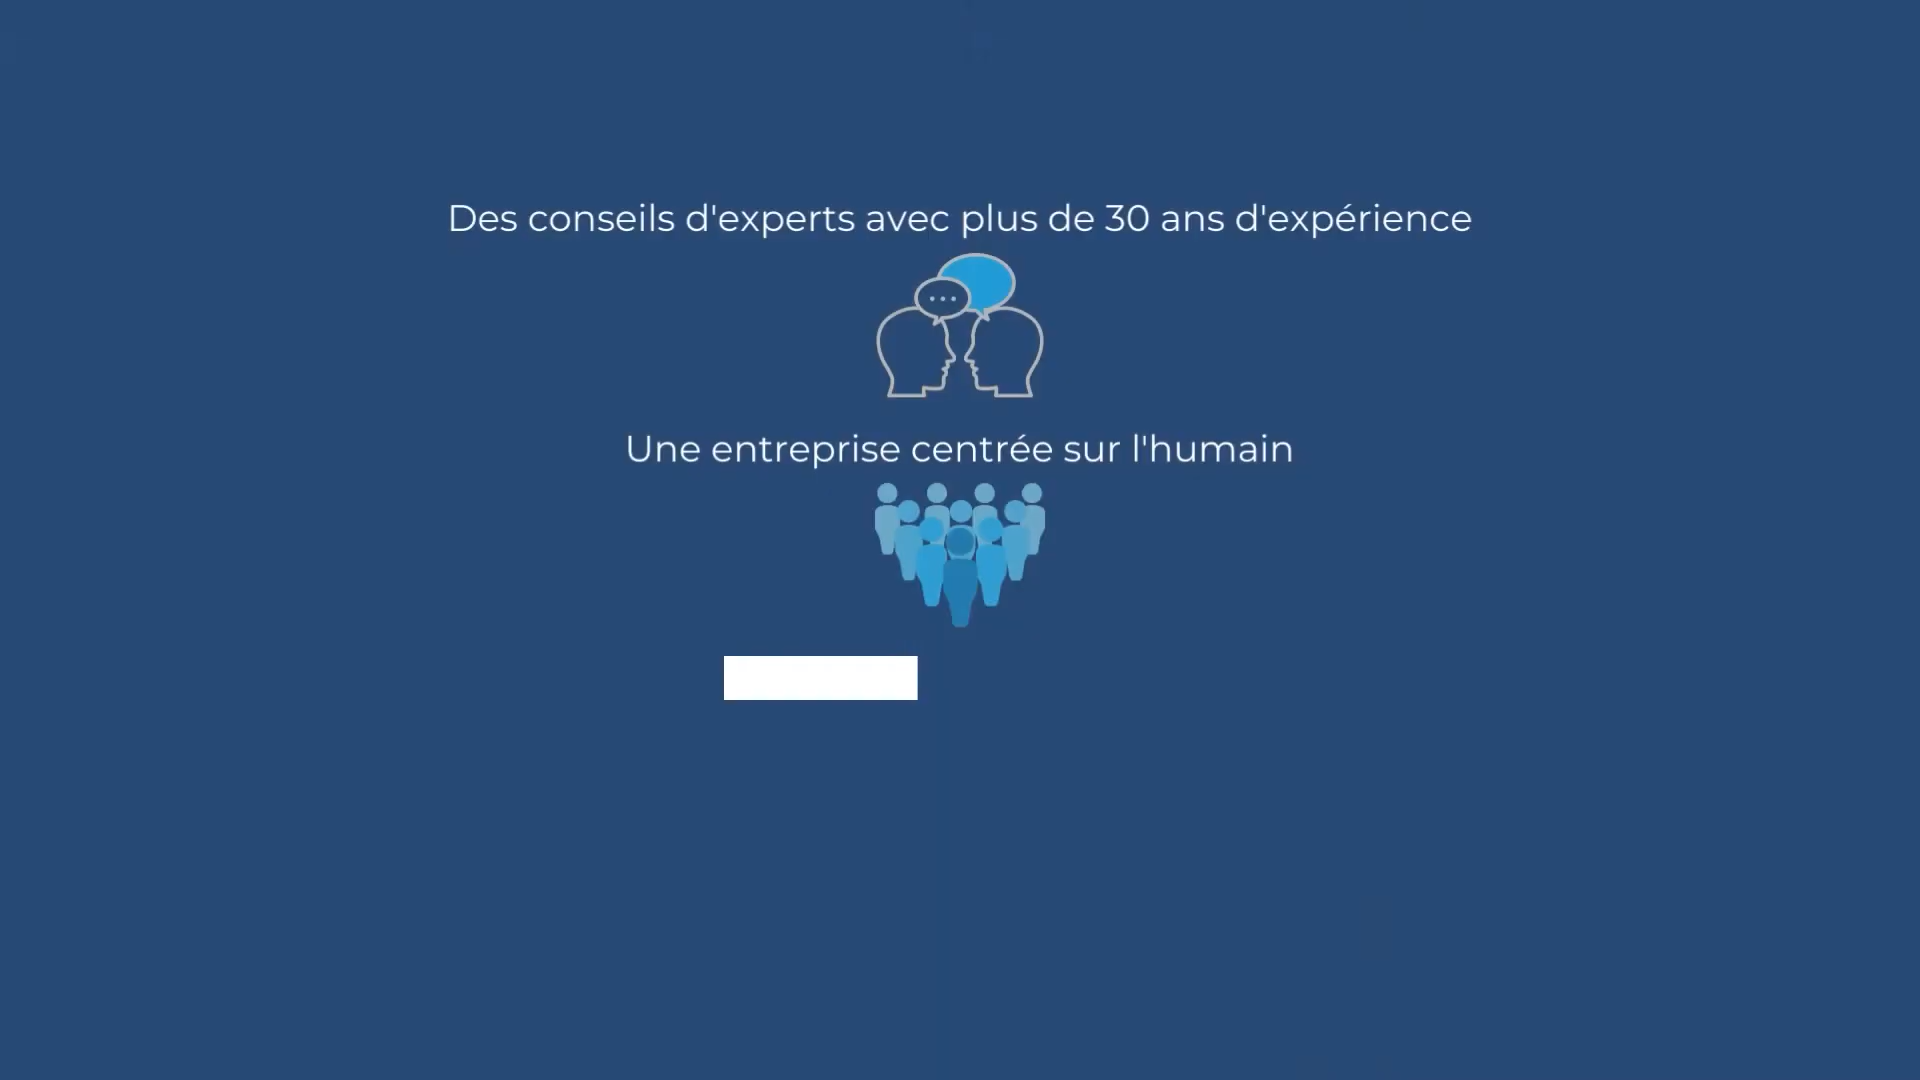 Des conseils d'experts avec plus de 30 ans d'expérience
Une entreprise centrée sur l'humain